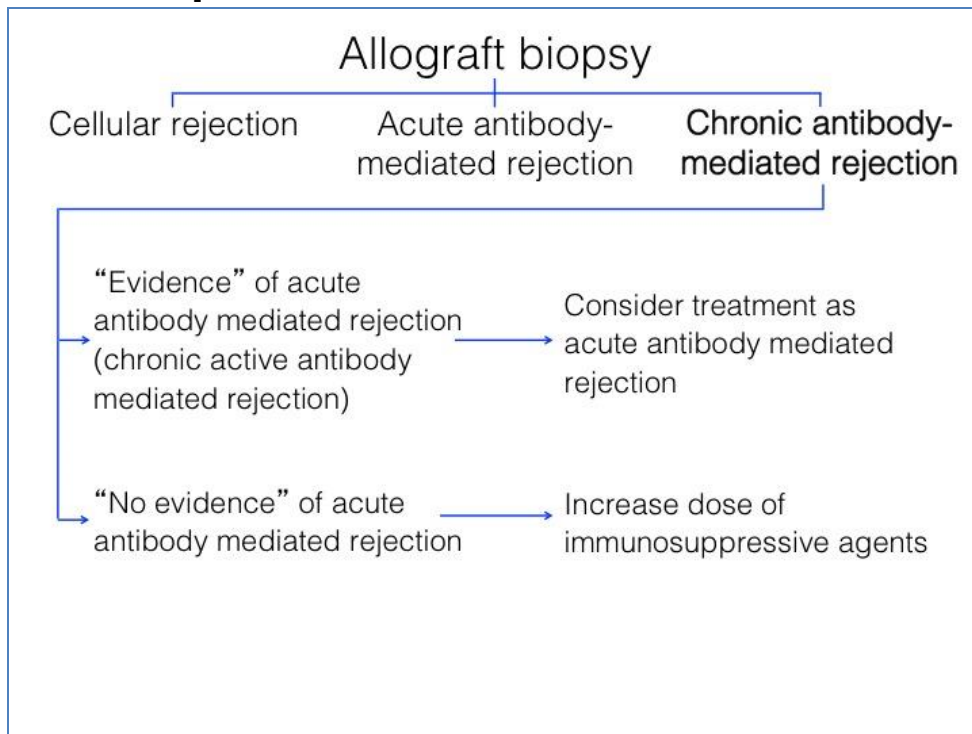 Allograft biopsy
Cellular rejection
Acute antibody-
mediated rejection
Chronic antibody-
mediated rejection
“Evidence” of acute
antibody mediated rejection
(chronic active antibody
mediated rejection)
Consider treatment as
acute antibody mediated
rejection
“No evidence” of acute
antibody mediated rejection
Increase dose of
immunosuppressive agents